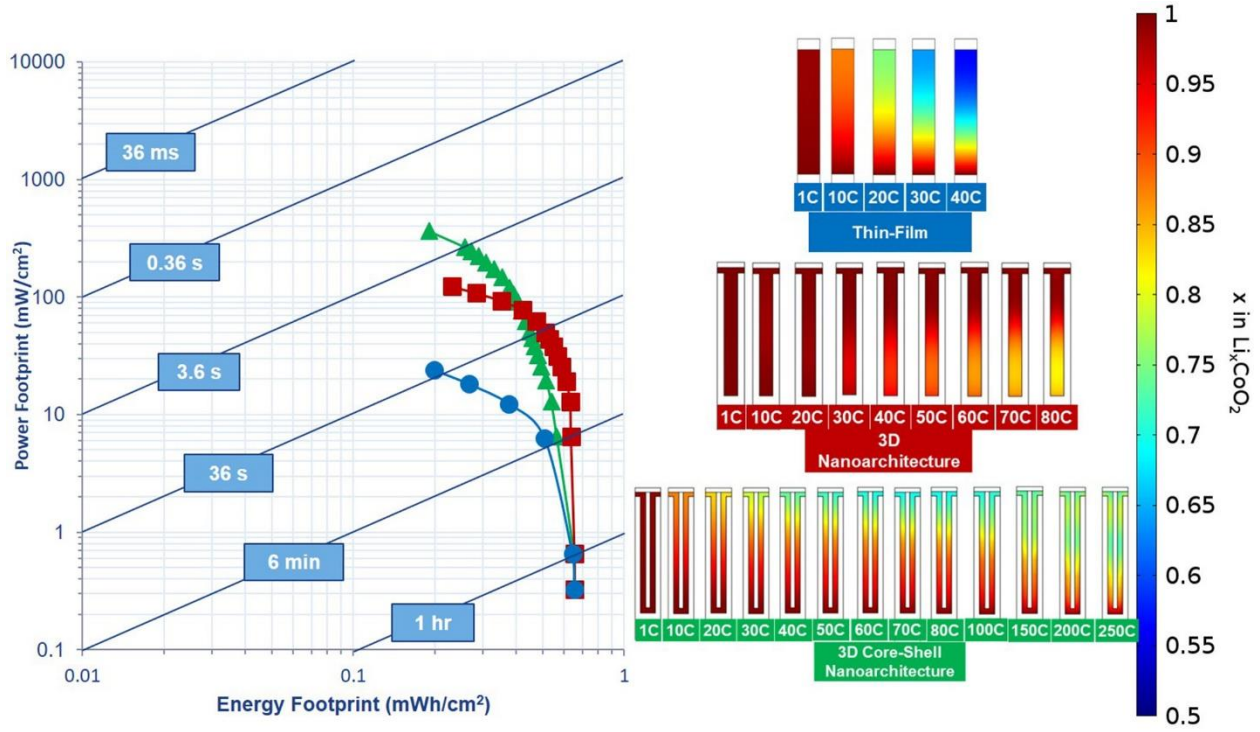 10000
1000
100
10
1
0.1
Power Footprint (mW/cm²)
36 ms
0.36 s
3.6 s
36 s
6 min
1 hr
0.01
0.1
1
Energy Footprint (mWh/cm²)
1C 10C 20C 30C 40C
Thin-Film
1C 10C 20C 30C 40C 50C 60C 70C 80C
3D
Nanoarchitecture
1C 10C 20C 30C 40C 50C 60C 70C 80C 100C 150C 200C 250C
3D Core-Shell
Nanoarchitecture
1
0.95
0.9
0.85
0.8
0.75
0.7
0.65
0.6
0.55
0.5
x in LiₓCoO₂